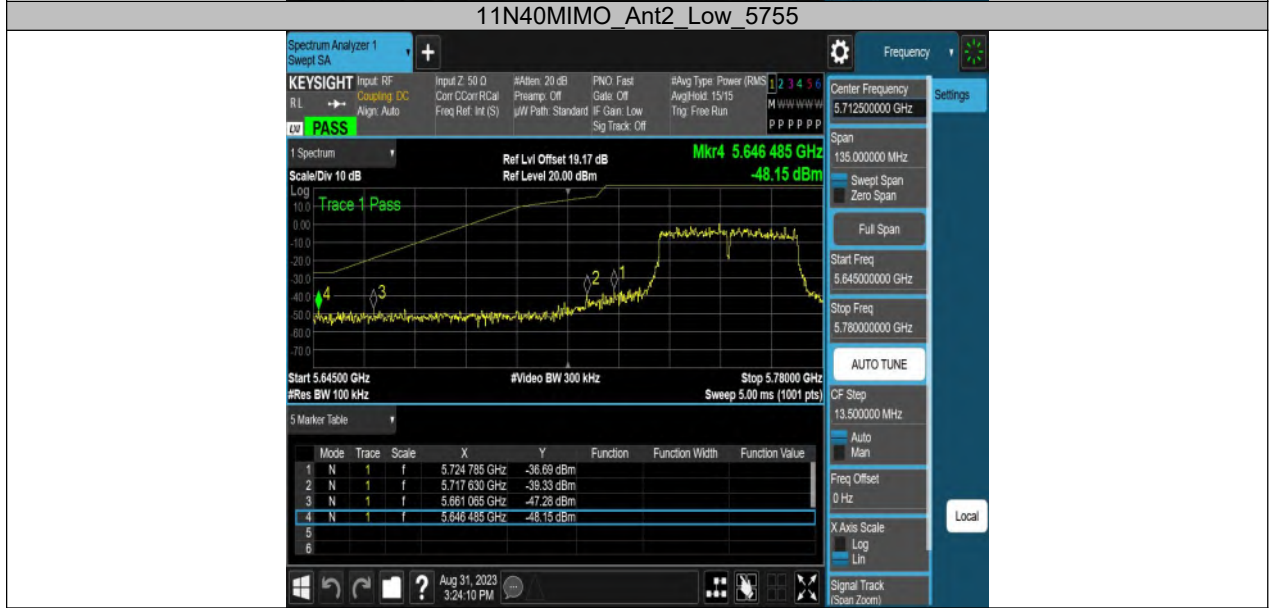 11N40MIMO_Ant2_Low_5755
Spectrum Analyzer 1
Swept SA
+
Frequency
KEYSIGHT
RL
LXI
PASS
Input: RF
Coupling: DC
Align: Auto
Input Z: 50 Ω
Corr CCorr RCal
Freq Ref: Int (S)
#Atten: 20 dB
Preamp: Off
µW Path: Standard
PNO: Fast
Gate: Off
IF Gain: Low
Sig Track: Off
#Avg Type: Power (RMS
Avg|Hold: 15/15
Trig: Free Run
1 2 3 4 5 6
M W W W W W
P P P P P P
Center Frequency
5.712500000 GHz
Settings
Span
135.000000 MHz
Swept Span
Zero Span
Full Span
Start Freq
5.645000000 GHz
Stop Freq
5.780000000 GHz
AUTO TUNE
CF Step
13.500000 MHz
Auto
Man
Freq Offset
0 Hz
X Axis Scale
Log
Lin
Signal Track
(Span Zoom)
Local
1 Spectrum
Scale/Div 10 dB
Ref Lvl Offset 19.17 dB
Ref Level 20.00 dBm
Mkr4 5.646 485 GHz
-48.15 dBm
Log
Trace 1 Pass
10.0
0.00
-10.0
-20.0
-30.0
-40.0
-50.0
-60.0
-70.0
4
3
2
1
Start 5.64500 GHz
#Video BW 300 kHz
Stop 5.78000 GHz
#Res BW 100 kHz
Sweep 5.00 ms (1001 pts)
5 Marker Table
Mode Trace Scale X Y Function Function Width Function Value
1 N 1 f 5.724 785 GHz -36.69 dBm
2 N 1 f 5.717 630 GHz -39.33 dBm
3 N 1 f 5.661 065 GHz -47.28 dBm
4 N 1 f 5.646 485 GHz -48.15 dBm
5
6
?
Aug 31, 2023
3:24:10 PM